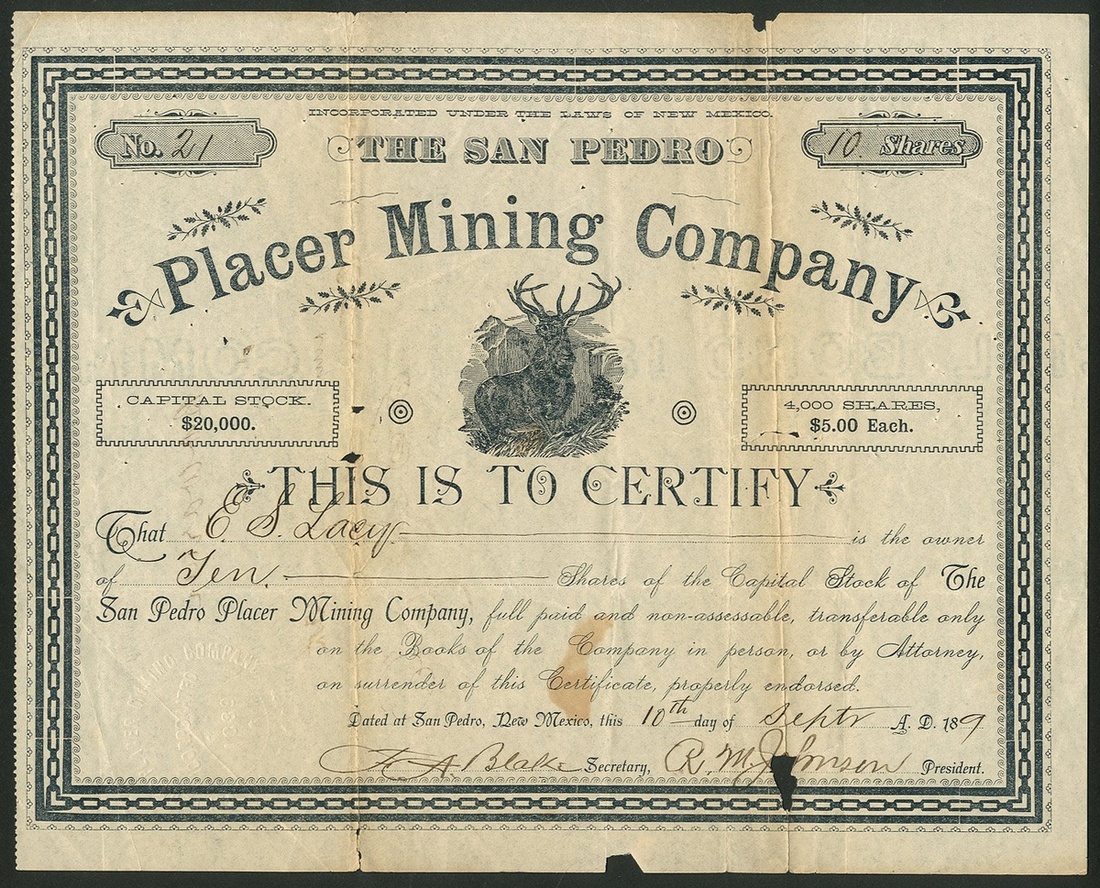 INCORPORATED UNDER THE LAWS OF NEW MEXICO.
No. 21
THE SAN PEDRO
10. Shares
Placer Mining Company
CAPITAL STOCK.
$20,000.
4,000 SHARES,
$5.00 Each.
THIS IS TO CERTIFY
That E. S. Lacy. is the owner
of Ten. Shares of the Capital Stock of The
San Pedro Placer Mining Company, full paid and non-assessable, transferable only
on the Books of the Company in person, or by Attorney,
on surrender of this Certificate, properly endorsed.
Dated at San Pedro, New Mexico, this 10th day of Septr A. D. 189
A. Blake Secretary, R. M. Johnson President.